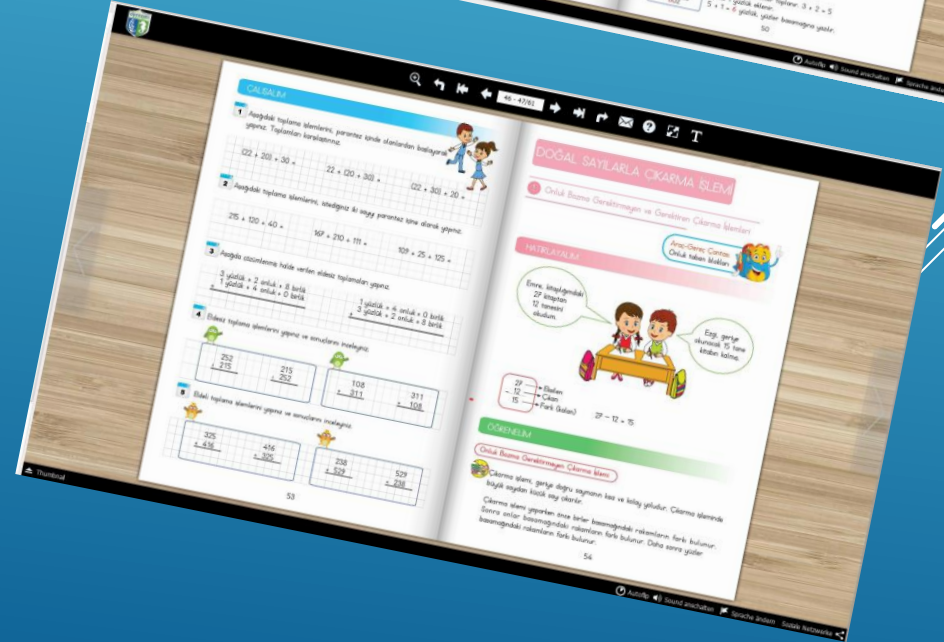 toplanır. 3 + 2 = 5
yüzlük eklenir.
5 + 1 = 6 yüzlük, yüzler basamağına yazılır.
50
Autoflip Sound anschalten Sprache ändern
46 - 47/61
T
ÇALIŞALIM
1 Aşağıdaki toplama işlemlerini, parantez içinde olanlardan başlayarak
yapınız. Toplamları karşılaştırınız.
(22 + 20) + 30 = 22 + (20 + 30) = (22 + 30) + 20 =
2 Aşağıdaki toplama işlemlerini, istediğiniz iki sayıyı parantez içine alarak yapınız.
215 + 120 + 40 = 167 + 210 + 111 = 109 + 25 + 125 =
3 Aşağıda çözümlenmiş halde verilen eldesiz toplamaları yapınız.
3 yüzlük + 2 onluk + 8 birlik 1 yüzlük + 6 onluk + 0 birlik
+ 1 yüzlük + 4 onluk + 0 birlik + 3 yüzlük + 2 onluk + 8 birlik
4 Eldesiz toplama işlemlerini yapınız ve sonuçlarını inceleyiniz.
252 215 108 311
+ 215 + 252 + 311 + 108
5 Eldeli toplama işlemlerini yapınız ve sonuçlarını inceleyiniz.
325 416 238 529
+ 416 + 325 + 529 + 238
53
DOĞAL SAYILARLA ÇIKARMA İŞLEMİ
Onluk Bozma Gerektirmeyen ve Gerektiren Çıkarma İşlemleri
Araç-Gereç Çantası
Onluk taban blokları
HATIRLAYALIM
Emre, kitaplığımdaki
27 kitaptan
12 tanesini
okudum.
Ezgi, geriye
okunacak 15 tane
kitabın kalmış.
27 Eksilen
- 12 Çıkan
15 Fark (kalan)
27 - 12 = 15
ÖĞRENELİM
Onluk Bozma Gerektirmeyen Çıkarma İşlemi
Çıkarma işlemi, geriye doğru saymanın kısa ve kolay yoludur. Çıkarma işleminde
büyük sayıdan küçük sayı çıkarılır.
Çıkarma işlemi yaparken önce birler basamağındaki rakamların farkı bulunur.
Sonra onlar basamağındaki rakamların farkı bulunur. Daha sonra yüzler
basamağındaki rakamların farkı bulunur.
54
Thumbnail
Autoflip Sound anschalten Sprache ändern Soziale Netzwerke